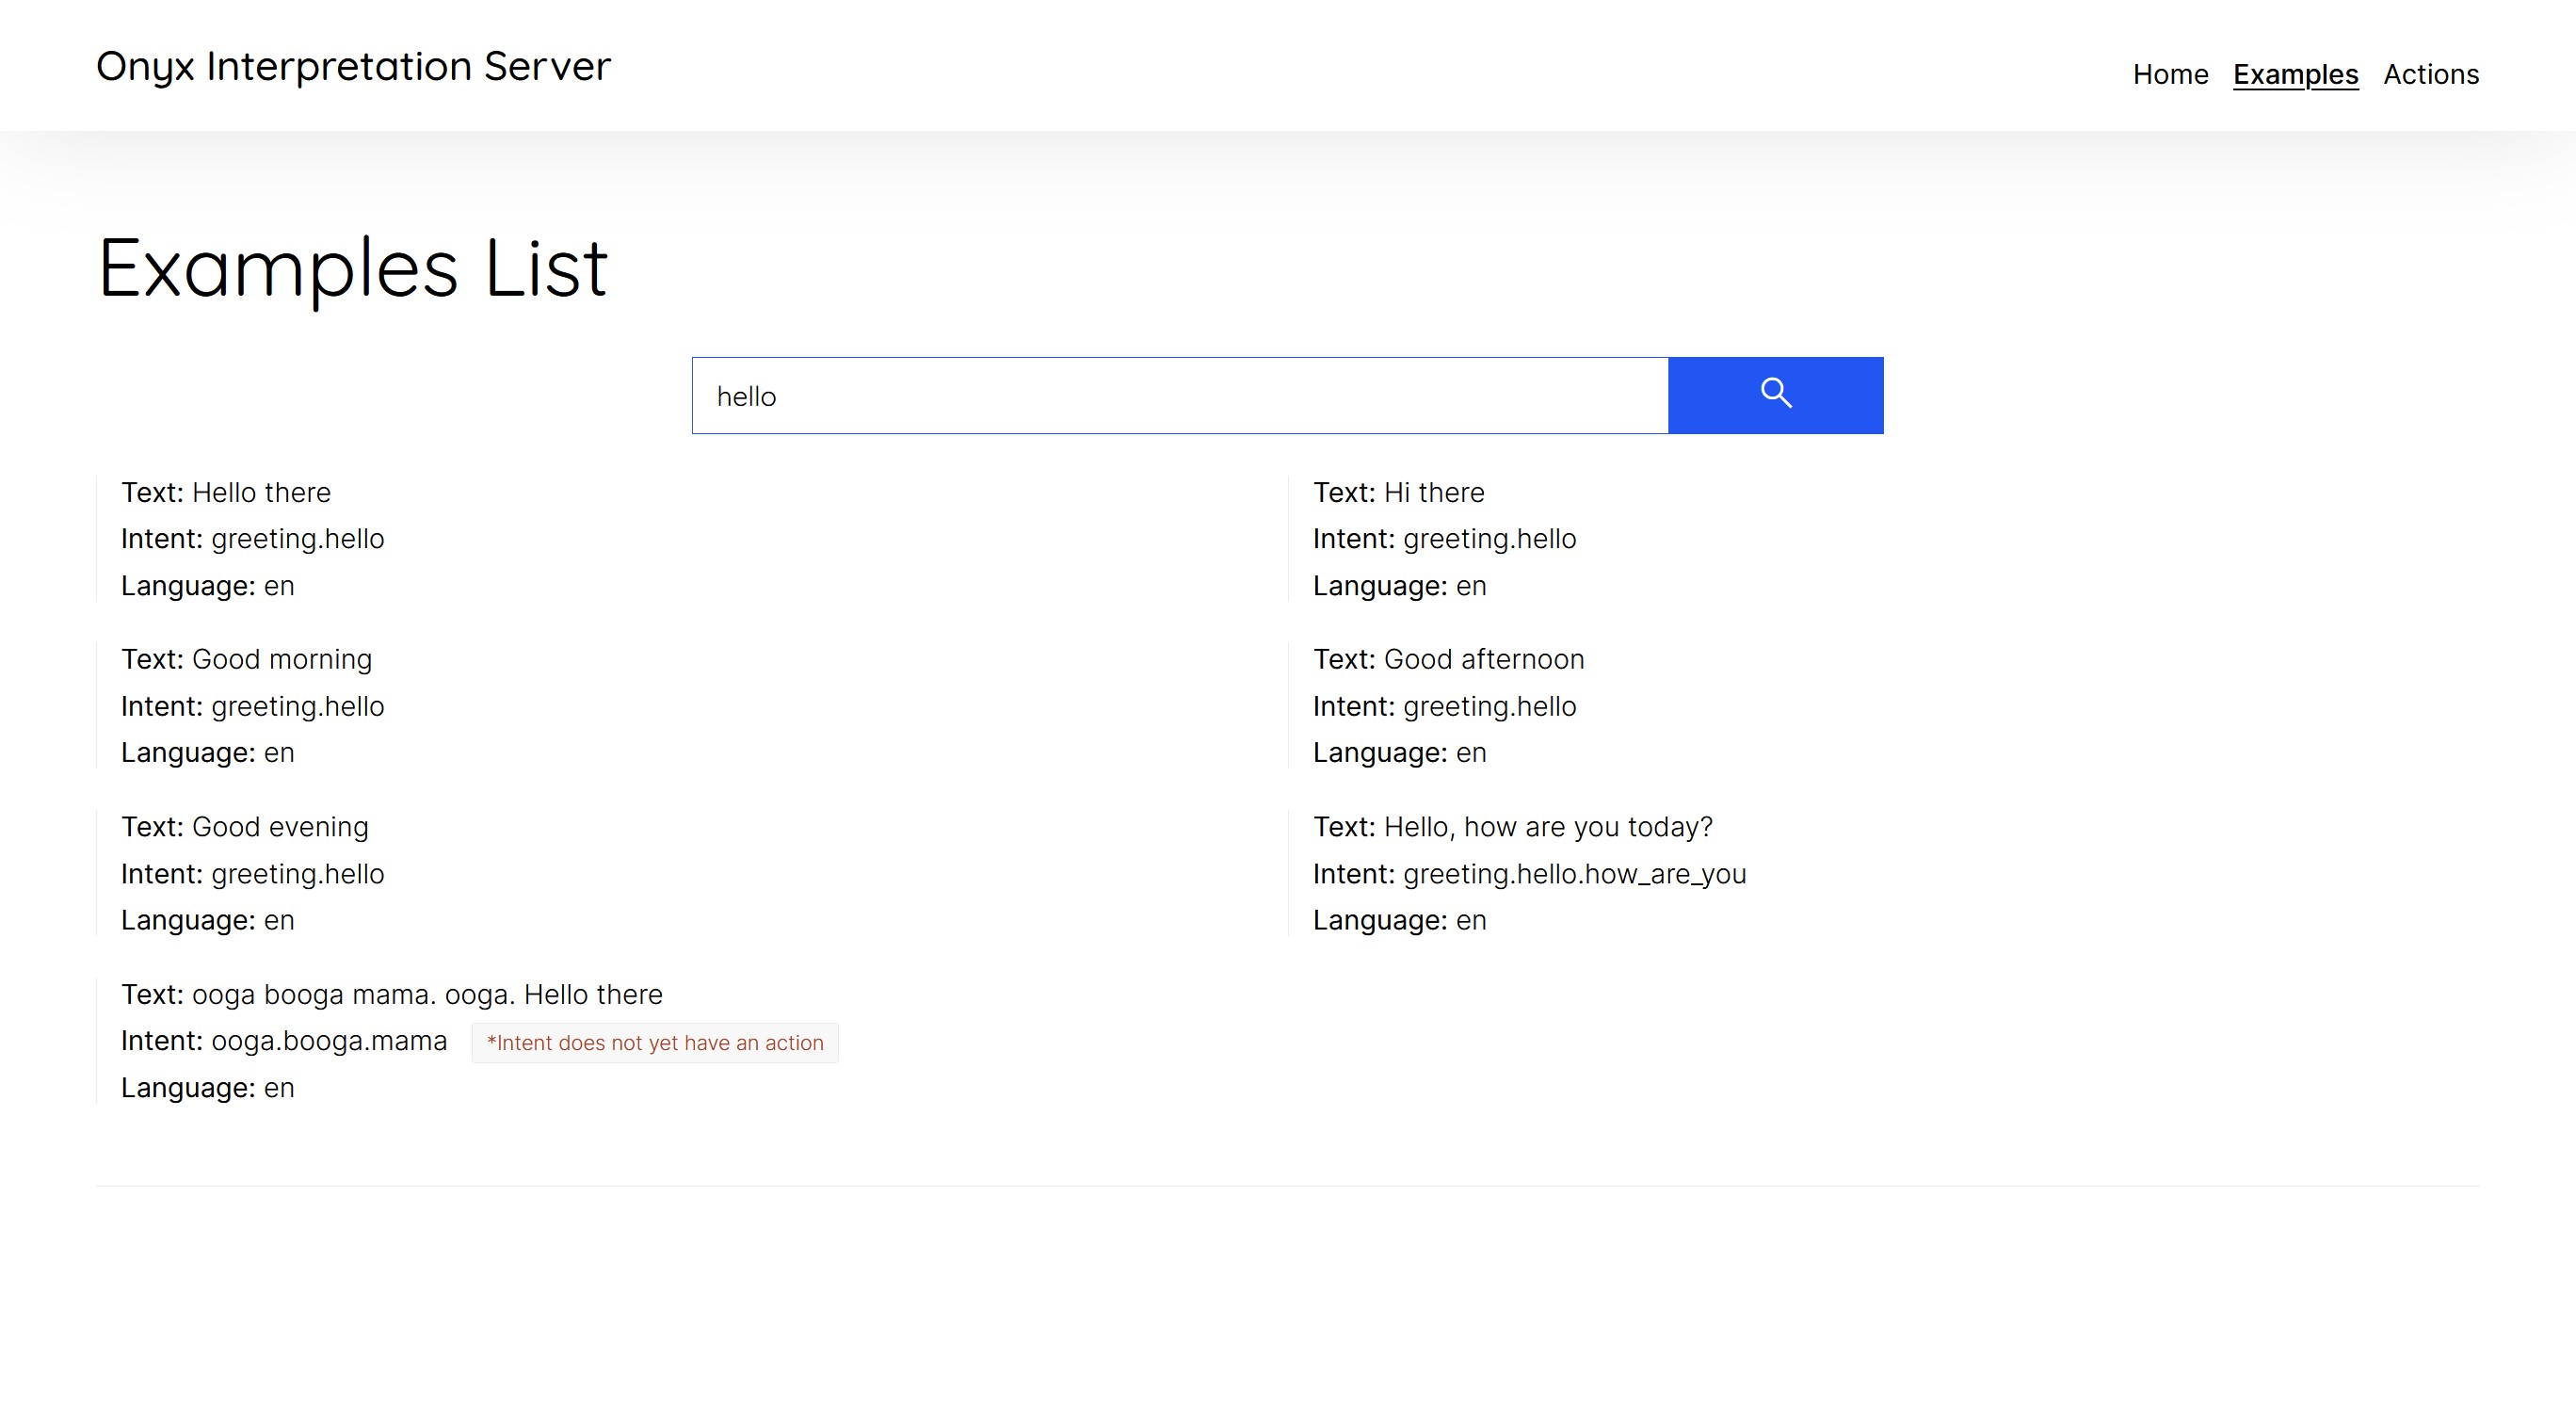 Onyx Interpretation Server
Home Examples Actions
Examples List
hello
Text: Hello there
Intent: greeting.hello
Language: en
Text: Hi there
Intent: greeting.hello
Language: en
Text: Good morning
Intent: greeting.hello
Language: en
Text: Good afternoon
Intent: greeting.hello
Language: en
Text: Good evening
Intent: greeting.hello
Language: en
Text: Hello, how are you today?
Intent: greeting.hello.how_are_you
Language: en
Text: ooga booga mama. ooga. Hello there
Intent: ooga.booga.mama *Intent does not yet have an action
Language: en